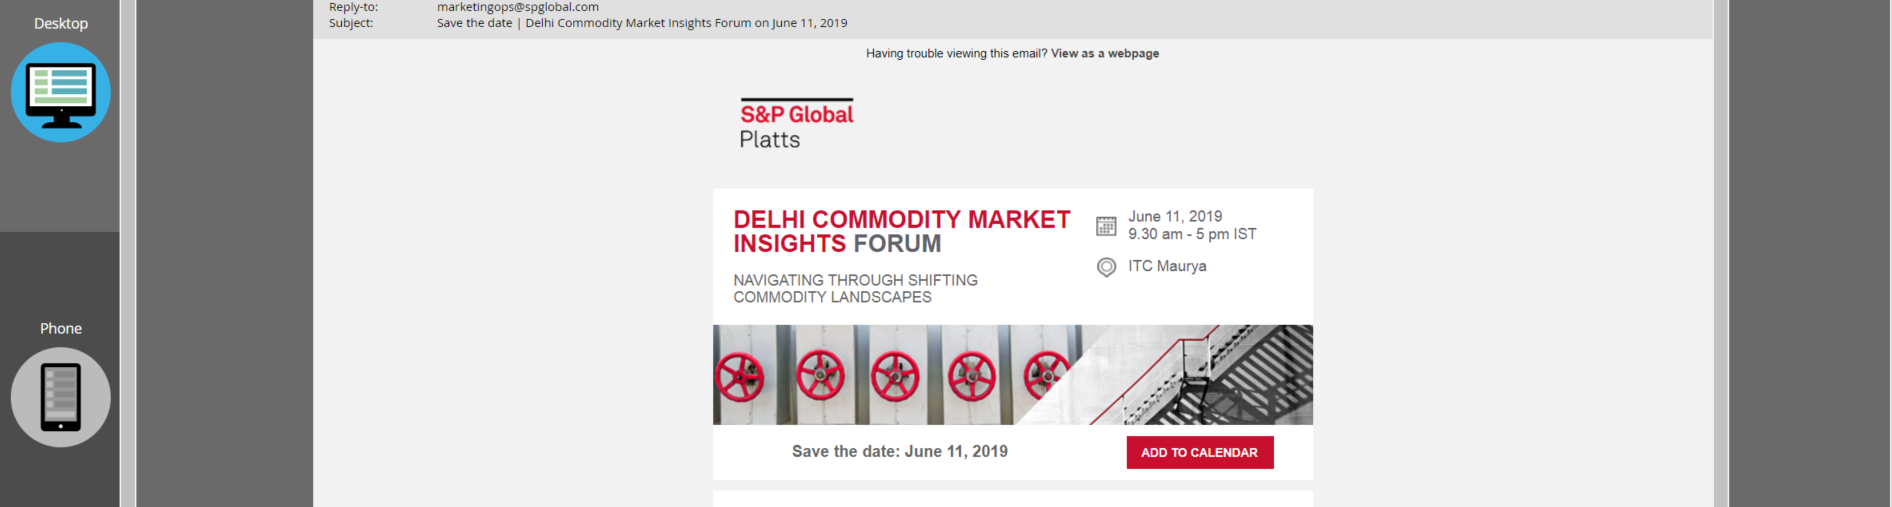 Desktop
Phone
Reply-to: marketingops@spglobal.com
Subject: Save the date | Delhi Commodity Market Insights Forum on June 11, 2019
Having trouble viewing this email? View as a webpage
S&P Global
Platts
DELHI COMMODITY MARKET
INSIGHTS FORUM
NAVIGATING THROUGH SHIFTING
COMMODITY LANDSCAPES
June 11, 2019
9.30 am - 5 pm IST
ITC Maurya
Save the date: June 11, 2019
ADD TO CALENDAR